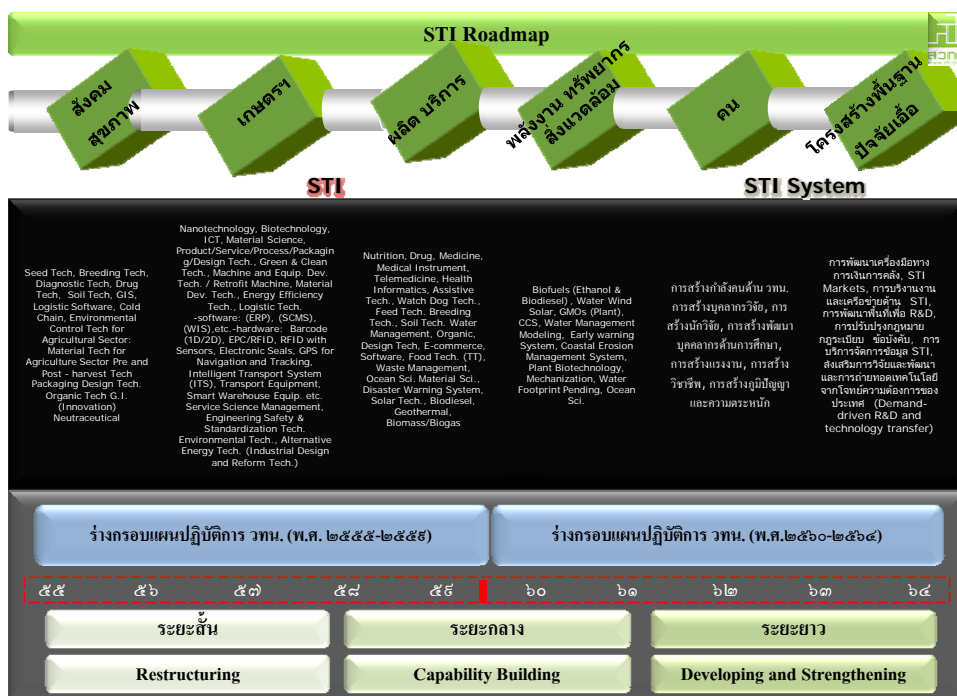 STI Roadmap
สวทน
สังคม
สุขภาพ
เกษตรฯ
ผลิต บริการ
พลังงาน ทรัพยากร
สิ่งแวดล้อม
คน
โครงสร้างพื้นฐาน
ปัจจัยเอื้อ
STI
STI System
Seed Tech, Breeding Tech,
Diagnostic Tech, Drug
Tech, Soil Tech, GIS,
Logistic Software, Cold
Chain, Environmental
Control Tech for
Agricultural Sector:
Material Tech for
Agriculture Sector Pre and
Post - harvest Tech
Packaging Design Tech.
Organic Tech G.I.
(Innovation)
Neutraceutical
Nanotechnology, Biotechnology,
ICT, Material Science,
Product/Service/Process/Packagin
g/Design Tech., Green & Clean
Tech., Machine and Equip. Dev.
Tech. / Retrofit Machine, Material
Dev. Tech., Energy Efficiency
Tech., Logistic Tech.
-software: (ERP), (SCMS),
(WIS),etc.-hardware: Barcode
(1D/2D), EPC/RFID, RFID with
Sensors, Electronic Seals, GPS for
Navigation and Tracking,
Intelligent Transport System
(ITS), Transport Equipment,
Smart Warehouse Equip. etc.
Service Science Management,
Engineering Safety &
Standardization Tech.
Environmental Tech., Alternative
Energy Tech. (Industrial Design
and Reform Tech.)
Nutrition, Drug, Medicine,
Medical Instrument,
Telemedicine, Health
Informatics, Assistive
Tech., Watch Dog Tech.,
Feed Tech. Breeding
Tech., Soil Tech. Water
Management, Organic,
Design Tech, E-commerce,
Software, Food Tech. (TT),
Waste Management,
Ocean Sci. Material Sci.,
Disaster Warning System,
Solar Tech., Biodiesel,
Geothermal,
Biomass/Biogas
Biofuels (Ethanol &
Biodiesel) , Water Wind
Solar, GMOs (Plant),
CCS, Water Management
Modeling, Early warning
System, Coastal Erosion
Management System,
Plant Biotechnology,
Mechanization, Water
Footprint Pending, Ocean
Sci.
การสร้างกำลังคนด้าน วทน.
การสร้างบุคลากรวิจัย, การ
สร้างนักวิจัย, การสร้างพัฒนา
บุคคลากรด้านการศึกษา,
การสร้างแรงงาน, การสร้าง
วิชาชีพ, การสร้างภูมิปัญญา
และความตระหนัก
การพัฒนาเครื่องมือทาง
การเงินการคลัง, STI
Markets, การบริงานงาน
และเครือข่ายด้าน STI,
การพัฒนาพื้นที่เพื่อ R&D,
การปรับปรุงกฎหมาย
กฎระเบียบ ข้อบังคับ, การ
บริการจัดการข้อมูล STI,
ส่งเสริมการวิจัยและพัฒนา
และการถ่ายทอดเทคโนโลยี
จากโจทย์ความต้องการของ
ประเทศ (Demand-
driven R&D and
technology transfer)
ร่างกรอบแผนปฏิบัติการ วทน. (พ.ศ. ๒๕๕๕-๒๕๕๙)
ร่างกรอบแผนปฏิบัติการ วทน. (พ.ศ.๒๕๖๐-๒๕๖๔)
๕๕ ๕๖ ๕๗ ๕๘ ๕๙ ๖๐ ๖๑ ๖๒ ๖๓ ๖๔
ระยะสั้น
ระยะกลาง
ระยะยาว
Restructuring
Capability Building
Developing and Strengthening